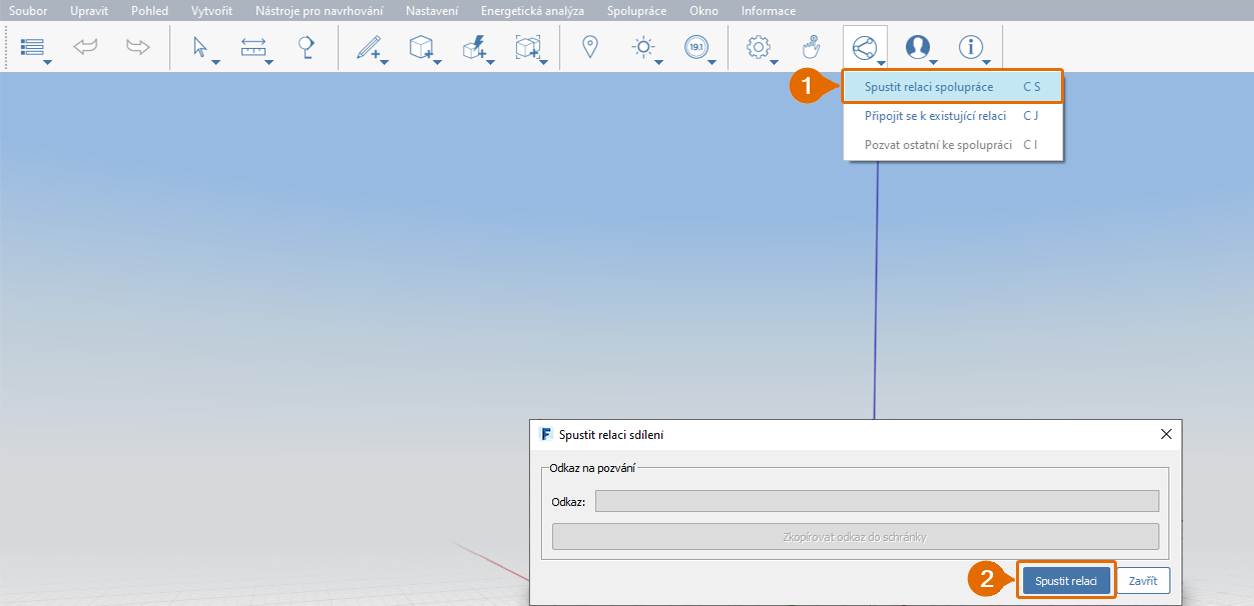 Soubor Upravit Pohled Vytvořit Nástroje pro navrhování Nastavení Energetická analýza Spolupráce Okno Informace
19.1
1 Spustit relaci spolupráce C S
Připojit se k existující relaci C J
Pozvat ostatní ke spolupráci C I
F Spustit relaci sdílení
Odkaz na pozvání
Odkaz:
Zkopírovat odkaz do schránky
2 Spustit relaci Zavřít